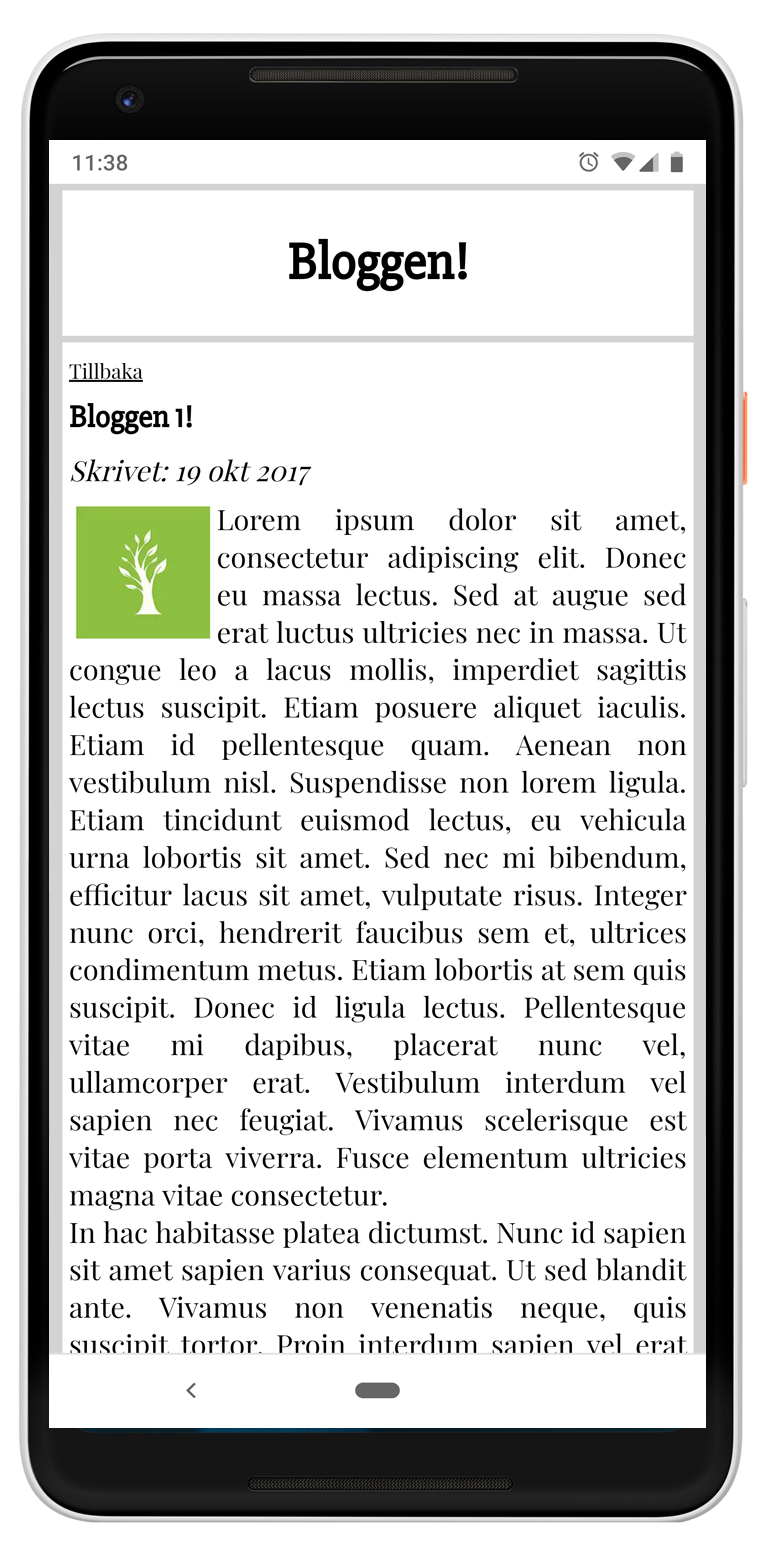 11:38
Bloggen!
Tillbaka
Bloggen 1!
Skrivet: 19 okt 2017
Lorem ipsum dolor sit amet,
consectetur adipiscing elit. Donec
eu massa lectus. Sed at augue sed
erat luctus ultricies nec in massa. Ut
congue leo a lacus mollis, imperdiet sagittis
lectus suscipit. Etiam posuere aliquet iaculis.
Etiam id pellentesque quam. Aenean non
vestibulum nisl. Suspendisse non lorem ligula.
Etiam tincidunt euismod lectus, eu vehicula
urna lobortis sit amet. Sed nec mi bibendum,
efficitur lacus sit amet, vulputate risus. Integer
nunc orci, hendrerit faucibus sem et, ultrices
condimentum metus. Etiam lobortis at sem quis
suscipit. Donec id ligula lectus. Pellentesque
vitae mi dapibus, placerat nunc vel,
ullamcorper erat. Vestibulum interdum vel
sapien nec feugiat. Vivamus scelerisque est
vitae porta viverra. Fusce elementum ultricies
magna vitae consectetur.
In hac habitasse platea dictumst. Nunc id sapien
sit amet sapien varius consequat. Ut sed blandit
ante. Vivamus non venenatis neque, quis
suscipit tortor. Proin interdum sapien vel erat